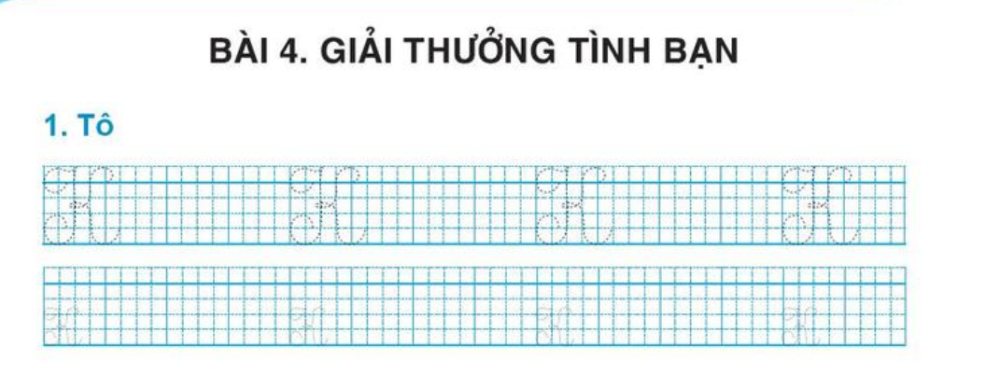 BÀI 4. GIẢI THƯỞNG TÌNH BẠN
1. Tô
K K K K
K K K K